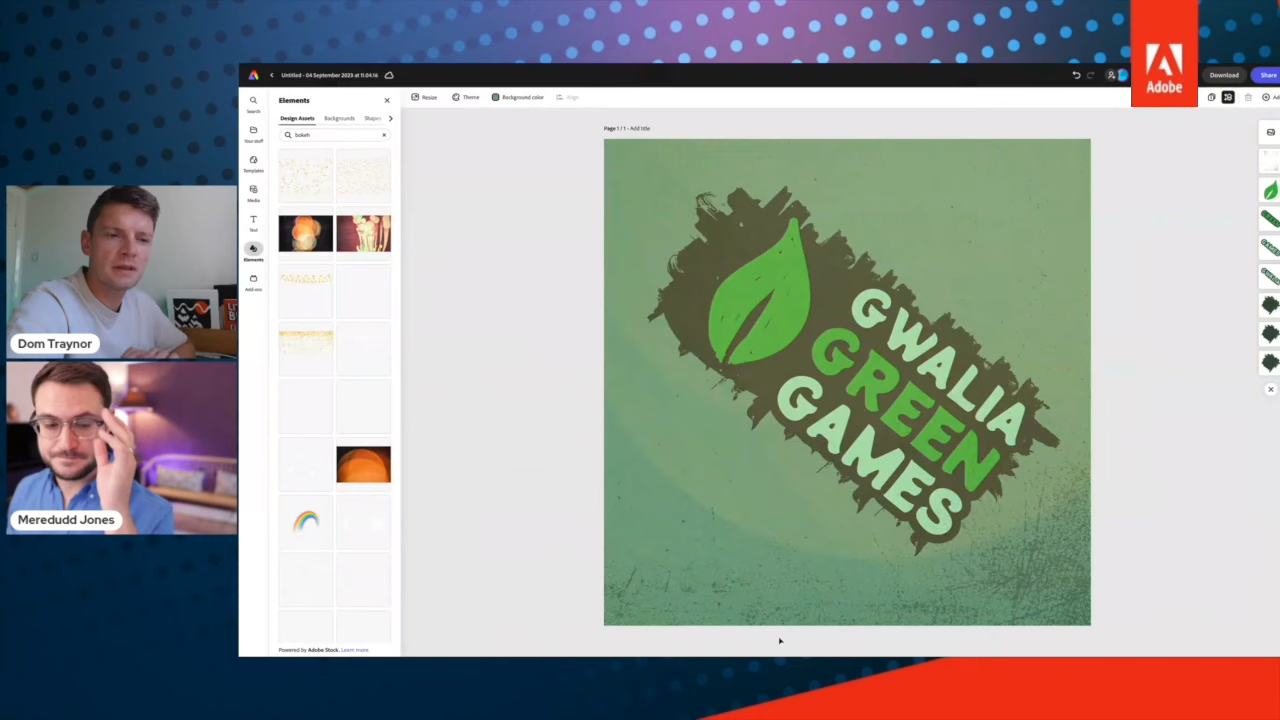 Adobe
Untitled - 04 September 2023 at 11.04.16
Download
Share
Search
Your stuff
Templates
Media
Text
Elements
Add-ons
Elements
Design Assets
Backgrounds
Shapes
bokeh
Powered by Adobe Stock. Learn more.
Resize
Theme
Background color
Align
Page 1 / 1 - Add title
GWALIA
GREEN
GAMES
Dom Traynor
Meredudd Jones